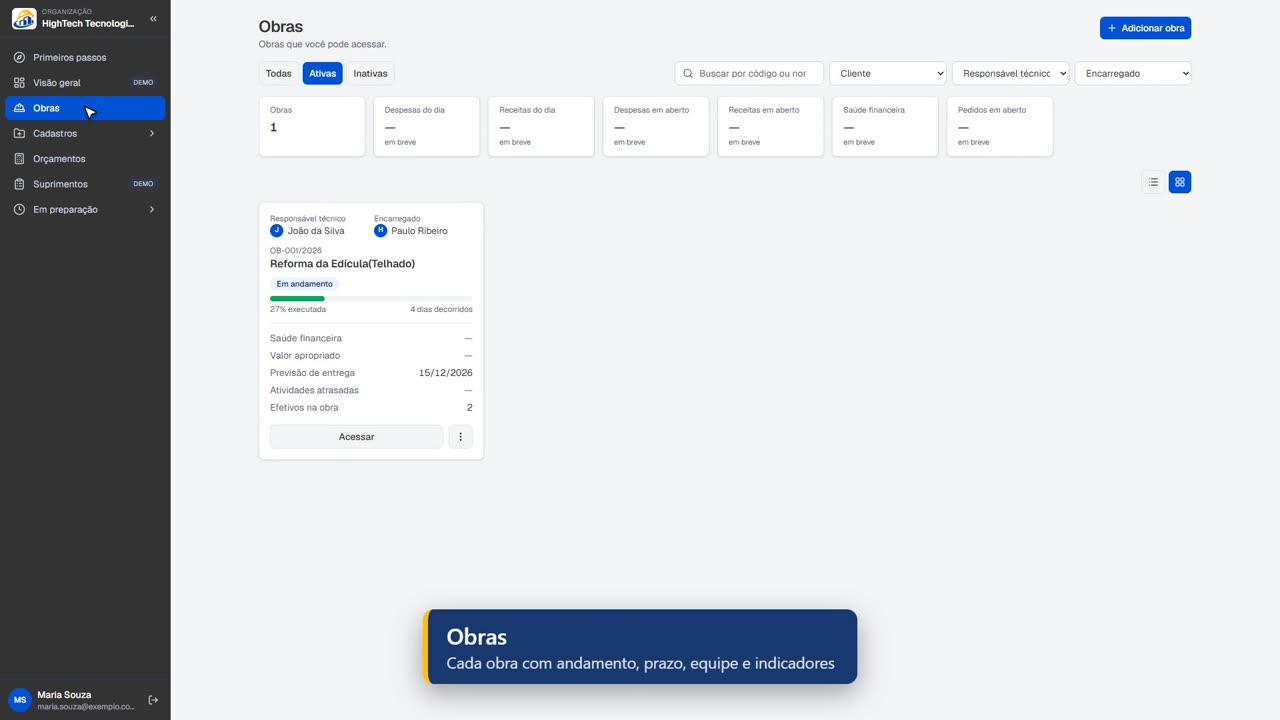 ORGANIZAÇÃO
HighTech Tecnologi...
Primeiros passos
Visão geral DEMO
Obras
Cadastros
Orçamentos
Suprimentos DEMO
Em preparação
MS
Maria Souza
maria.souza@exemplo.co...
Obras
Obras que você pode acessar.
Adicionar obra
Todas Ativas Inativas
Buscar por código ou nor
Cliente
Responsável técnico
Encarregado
Obras
1
Despesas do dia
—
em breve
Receitas do dia
—
em breve
Despesas em aberto
—
em breve
Receitas em aberto
—
em breve
Saúde financeira
—
em breve
Pedidos em aberto
—
em breve
Responsável técnico Encarregado
J João da Silva H Paulo Ribeiro
OB-001/2026
Reforma da Edícula(Telhado)
Em andamento
27% executada 4 dias decorridos
Saúde financeira —
Valor apropriado —
Previsão de entrega 15/12/2026
Atividades atrasadas —
Efetivos na obra 2
Acessar
Obras
Cada obra com andamento, prazo, equipe e indicadores